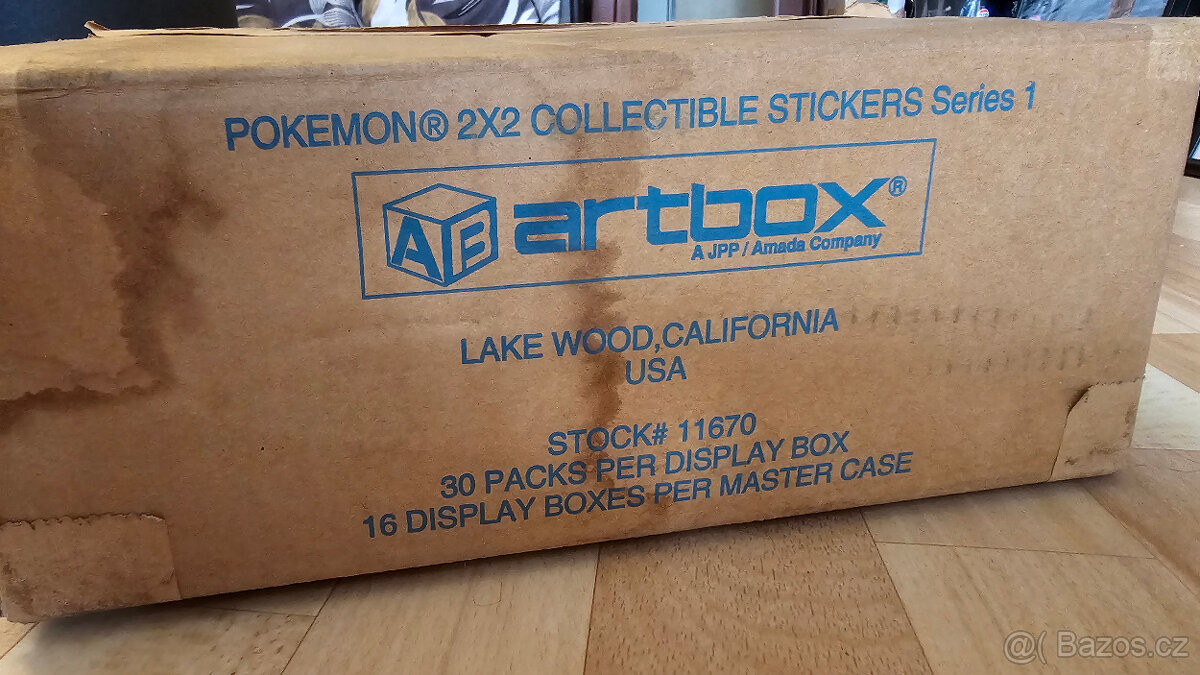 POKEMON® 2X2 COLLECTIBLE STICKERS Series 1
AB artbox®
A JPP / Amada Company
LAKE WOOD,CALIFORNIA
USA
STOCK# 11670
30 PACKS PER DISPLAY BOX
16 DISPLAY BOXES PER MASTER CASE
@( Bazos.cz